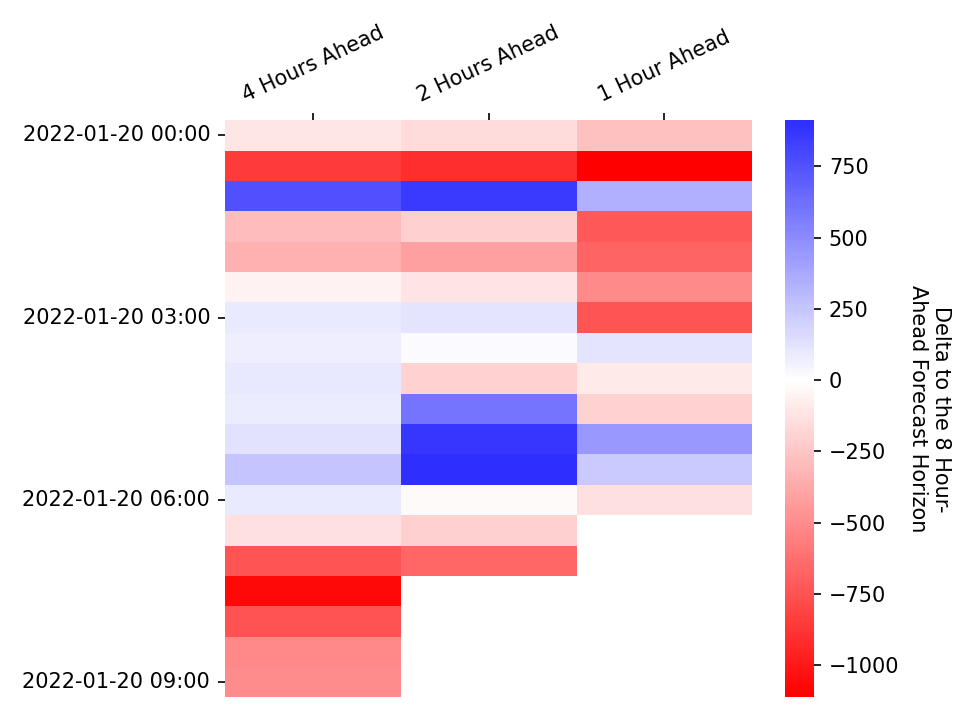 4 Hours Ahead
2 Hours Ahead
1 Hour Ahead
2022-01-20 00:00
2022-01-20 03:00
2022-01-20 06:00
2022-01-20 09:00
750
500
250
0
−250
−500
−750
−1000
Delta to the 8 Hour-
Ahead Forecast Horizon